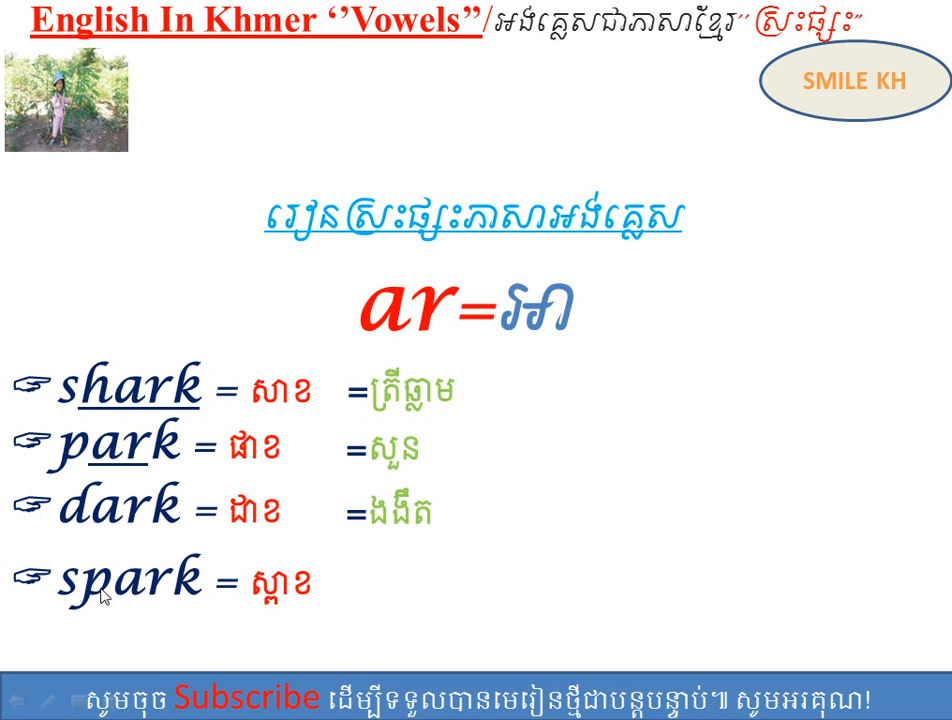 English In Khmer ‘’Vowels’’/អង់គ្លេសជាភាសាខ្មែរ‘’ស្រះផ្សះ’’
SMILE KH
រៀនស្រះផ្សះភាសាអង់គ្លេស
ar=អា
☞ shark = សាខ =ត្រីឆ្លាម
☞ park = ផាខ =សួន
☞ dark = ដាខ =ងងឹត
☞ spark = ស្ពាខ
សូមចុច Subscribe ដើម្បីទទួលបានមេរៀនថ្មីជាបន្តបន្ទាប់៕ សូមអរគុណ!